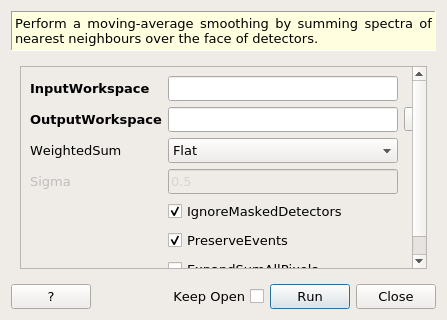 Perform a moving-average smoothing by summing spectra of
nearest neighbours over the face of detectors.
InputWorkspace
OutputWorkspace
WeightedSum Flat
Sigma 0.5
IgnoreMaskedDetectors
PreserveEvents
ExpandSumAllPixels
? Keep Open Run Close